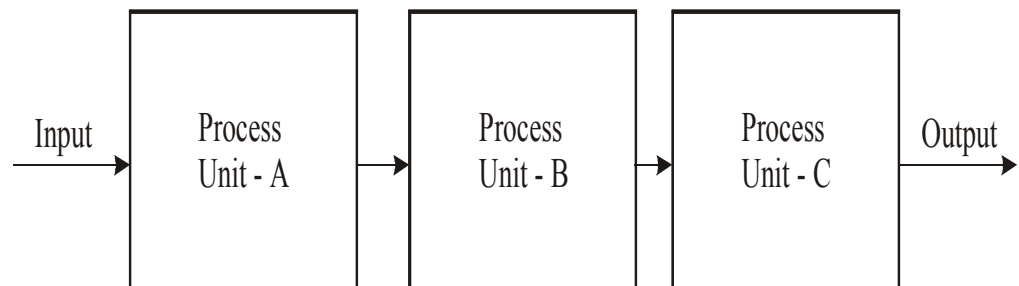 Input
Process
Unit - A
Process
Unit - B
Process
Unit - C
Output